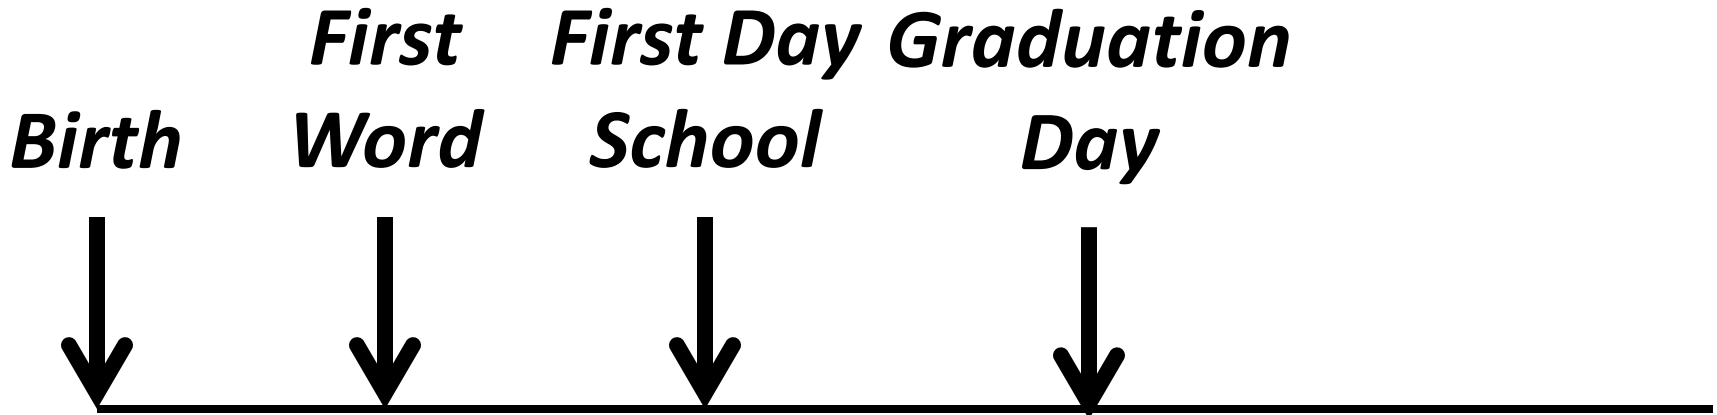 Birth
First
Word
First Day
School
Graduation
Day